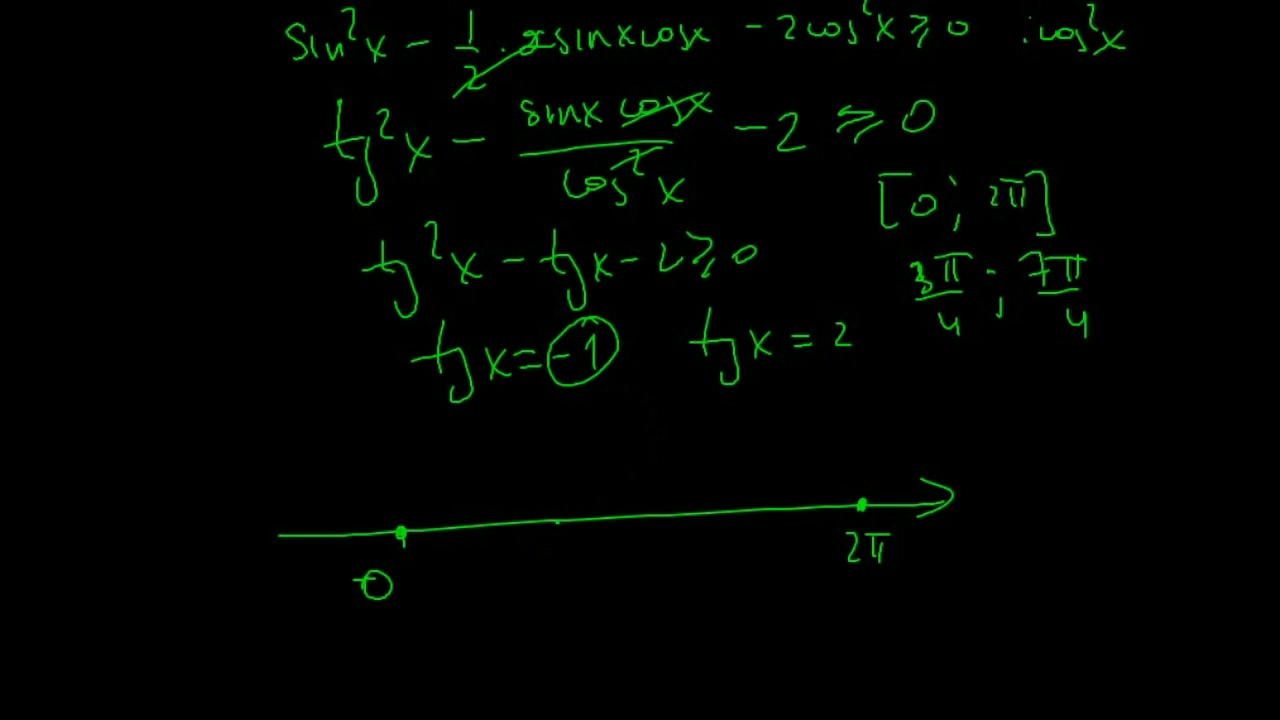 sin²x - 1/2 · 2sinxcosx - 2cos²x ≥ 0 :cos²x
tg²x - sinx cosx / cos²x - 2 ≥ 0
[0; 2π]
tg²x - tgx - 2 ≥ 0
3π/4 ; 7π/4
tgx = -1 tgx = 2
0 2π